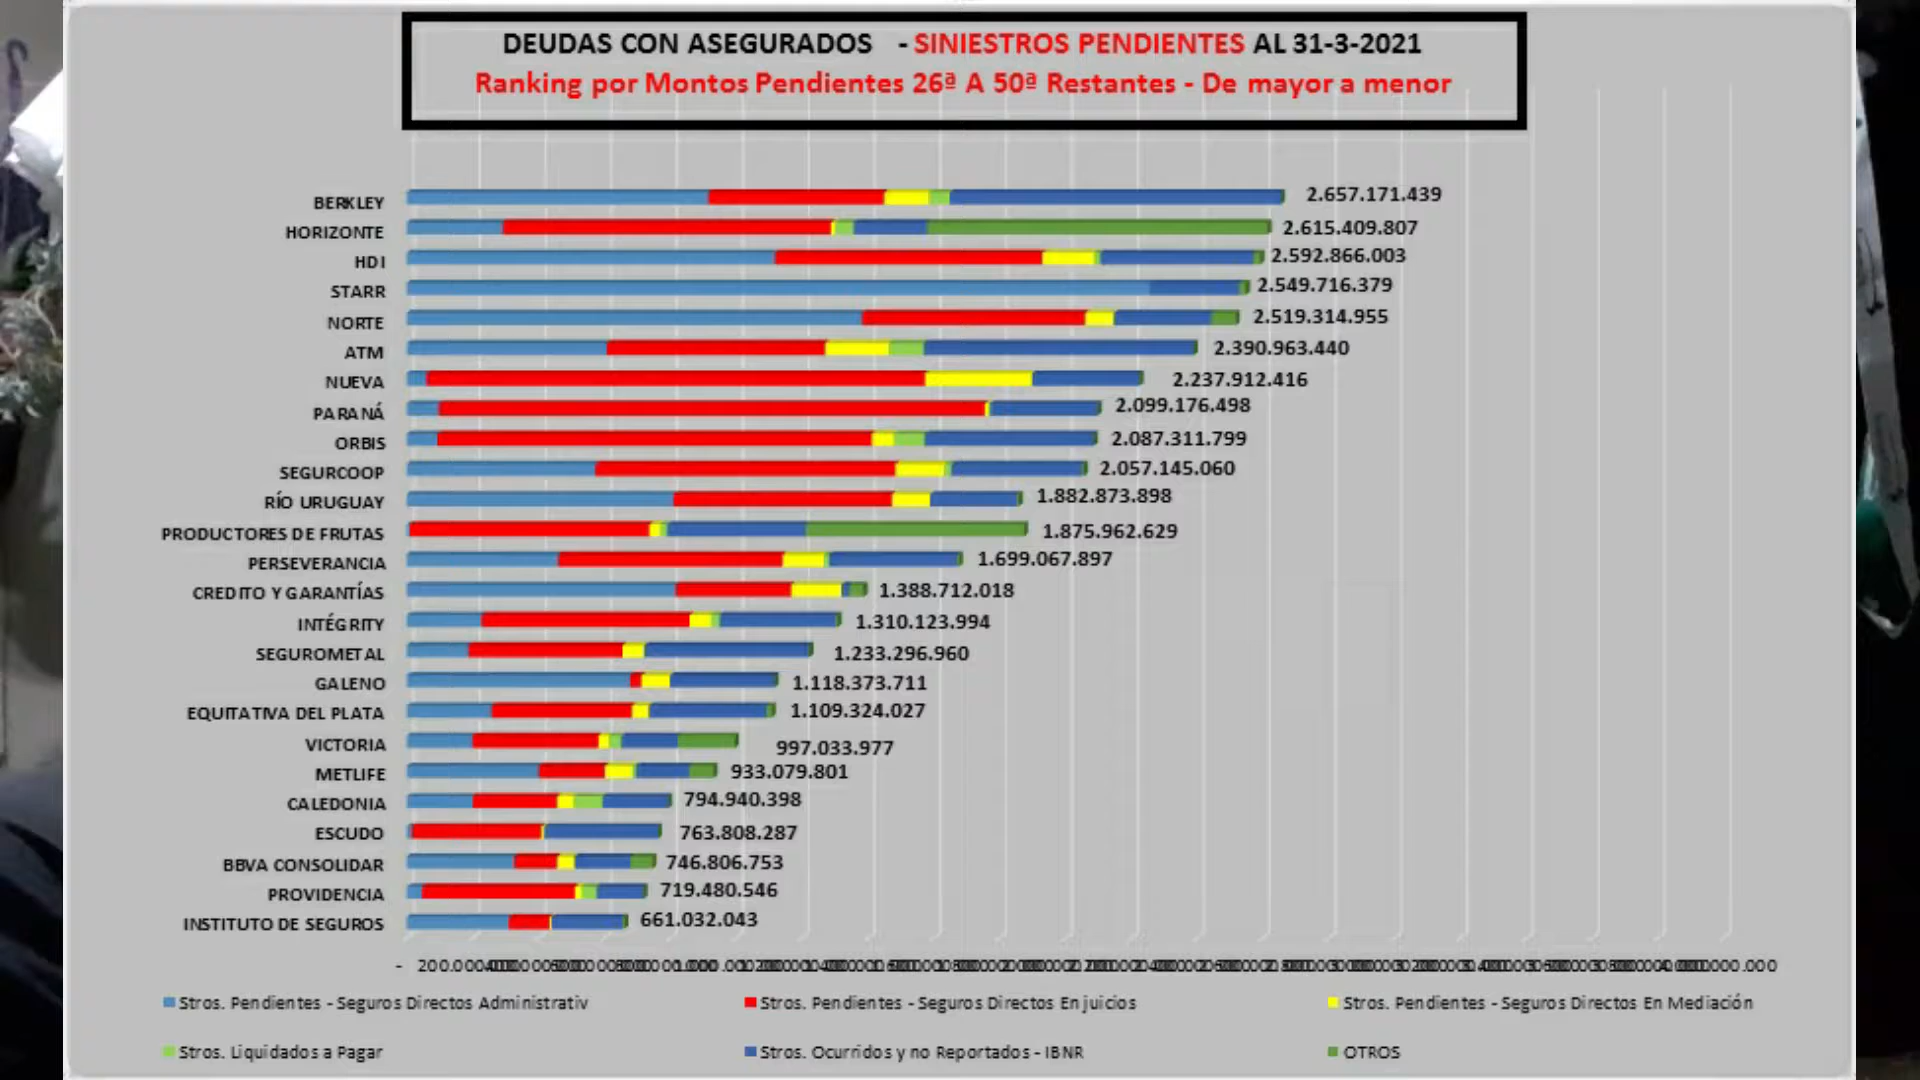 DEUDAS CON ASEGURADOS - SINIESTROS PENDIENTES AL 31-3-2021
Ranking por Montos Pendientes 26ª A 50ª Restantes - De mayor a menor
BERKLEY 2.657.171.439
HORIZONTE 2.615.409.807
HDI 2.592.866.003
STARR 2.549.716.379
NORTE 2.519.314.955
ATM 2.390.963.440
NUEVA 2.237.912.416
PARANÁ 2.099.176.498
ORBIS 2.087.311.799
SEGURCOOP 2.057.145.060
RÍO URUGUAY 1.882.873.898
PRODUCTORES DE FRUTAS 1.875.962.629
PERSEVERANCIA 1.699.067.897
CREDITO Y GARANTÍAS 1.388.712.018
INTÉGRITY 1.310.123.994
SEGUROMETAL 1.233.296.960
GALENO 1.118.373.711
EQUITATIVA DEL PLATA 1.109.324.027
VICTORIA 997.033.977
METLIFE 933.079.801
CALEDONIA 794.940.398
ESCUDO 763.808.287
BBVA CONSOLIDAR 746.806.753
PROVIDENCIA 719.480.546
INSTITUTO DE SEGUROS 661.032.043
-
Stros. Pendientes - Seguros Directos Administrativ Stros. Pendientes - Seguros Directos En juicios Stros. Pendientes - Seguros Directos En Mediación
Stros. Liquidados a Pagar Stros. Ocurridos y no Reportados - IBNR OTROS